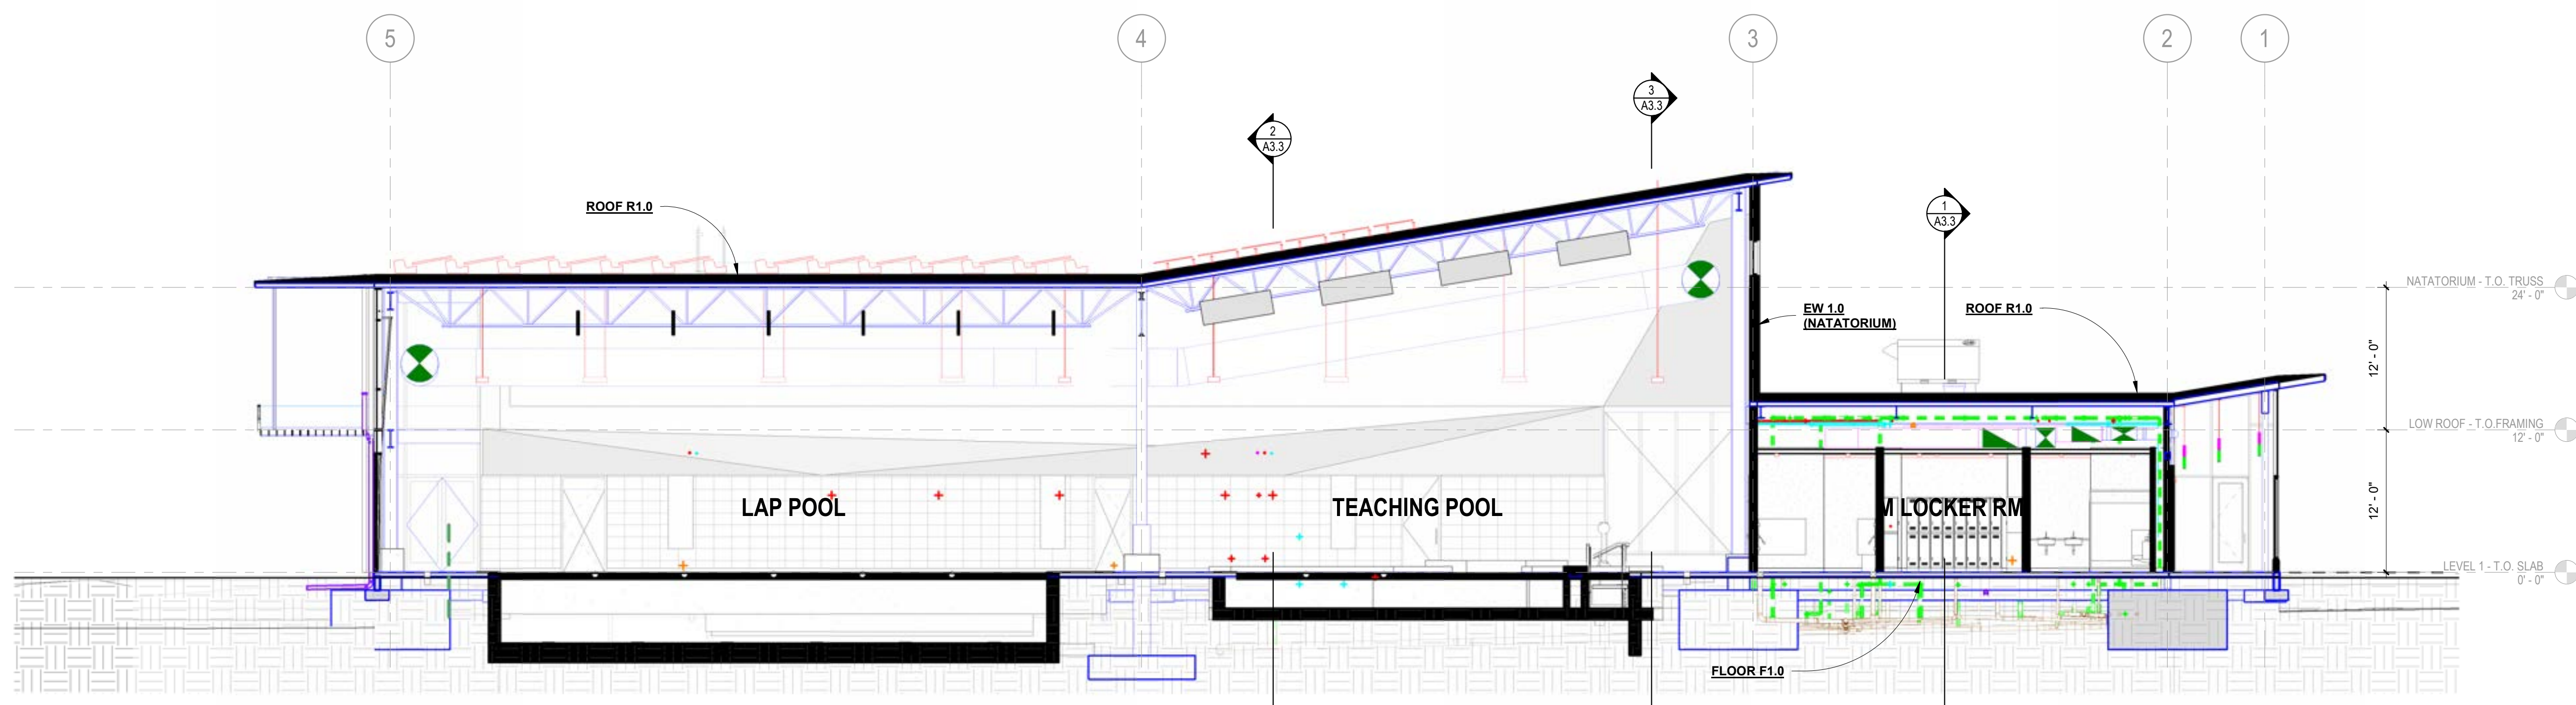 5
4
3
2
1
3
A3.3
2
A3.3
1
A3.3
ROOF R1.0
EW 1.0
(NATATORIUM)
ROOF R1.0
NATATORIUM - T.O. TRUSS
24' - 0"
12' - 0"
LOW ROOF - T.O.FRAMING
12' - 0"
12' - 0"
LAP POOL
TEACHING POOL
M LOCKER RM
LEVEL 1 - T.O. SLAB
0' - 0"
FLOOR F1.0